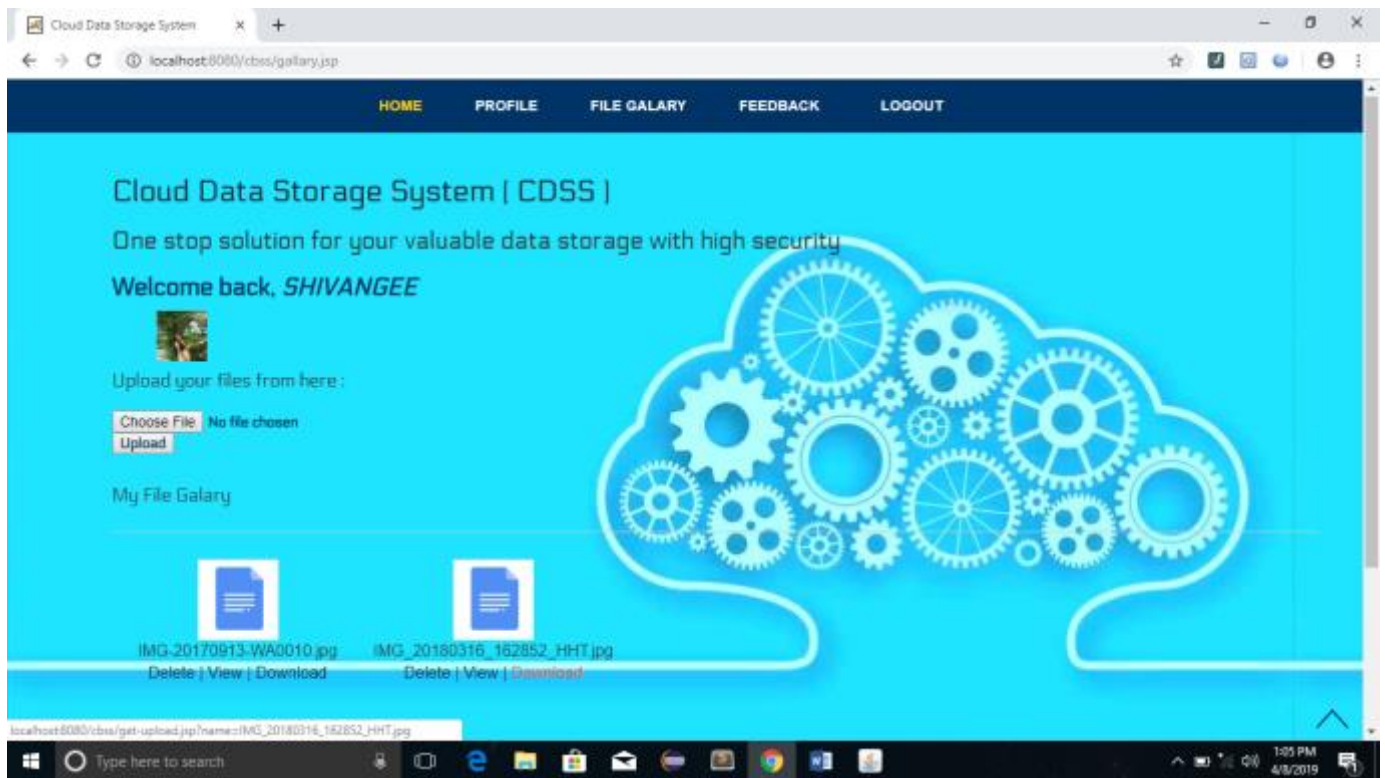 Cloud Data Storage System
localhost:8080/cbss/gallary.jsp
HOME PROFILE FILE GALARY FEEDBACK LOGOUT
Cloud Data Storage System ( CDSS )
One stop solution for your valuable data storage with high security
Welcome back, SHIVANGEE
Upload your files from here :
Choose File No file chosen
Upload
My File Galary
IMG-20170913-WA0010.jpg IMG_20180316_162852_HHT.jpg
Delete | View | Download Delete | View | Download
localhost:8080/cbss/get-upload.jsp?name=IMG_20180316_162852_HHT.jpg
Type here to search
1:05 PM
4/8/2019